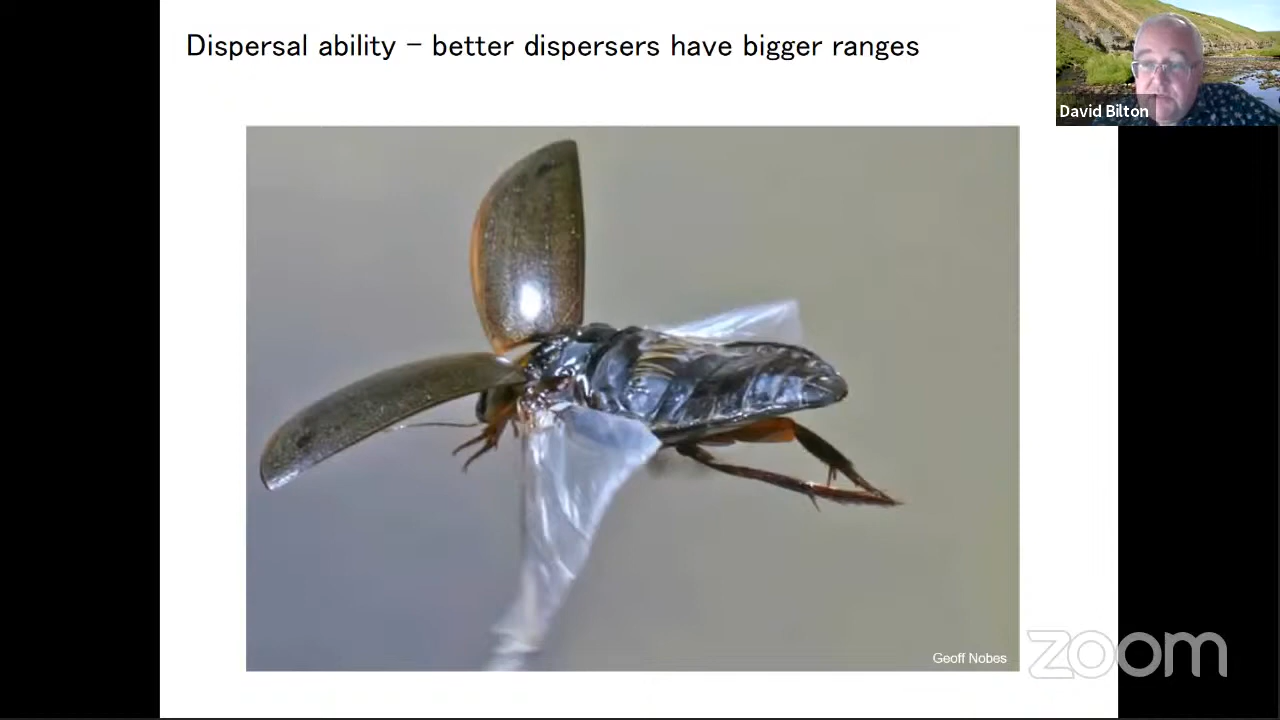 Dispersal ability – better dispersers have bigger ranges
David Bilton
Geoff Nobes
zoom